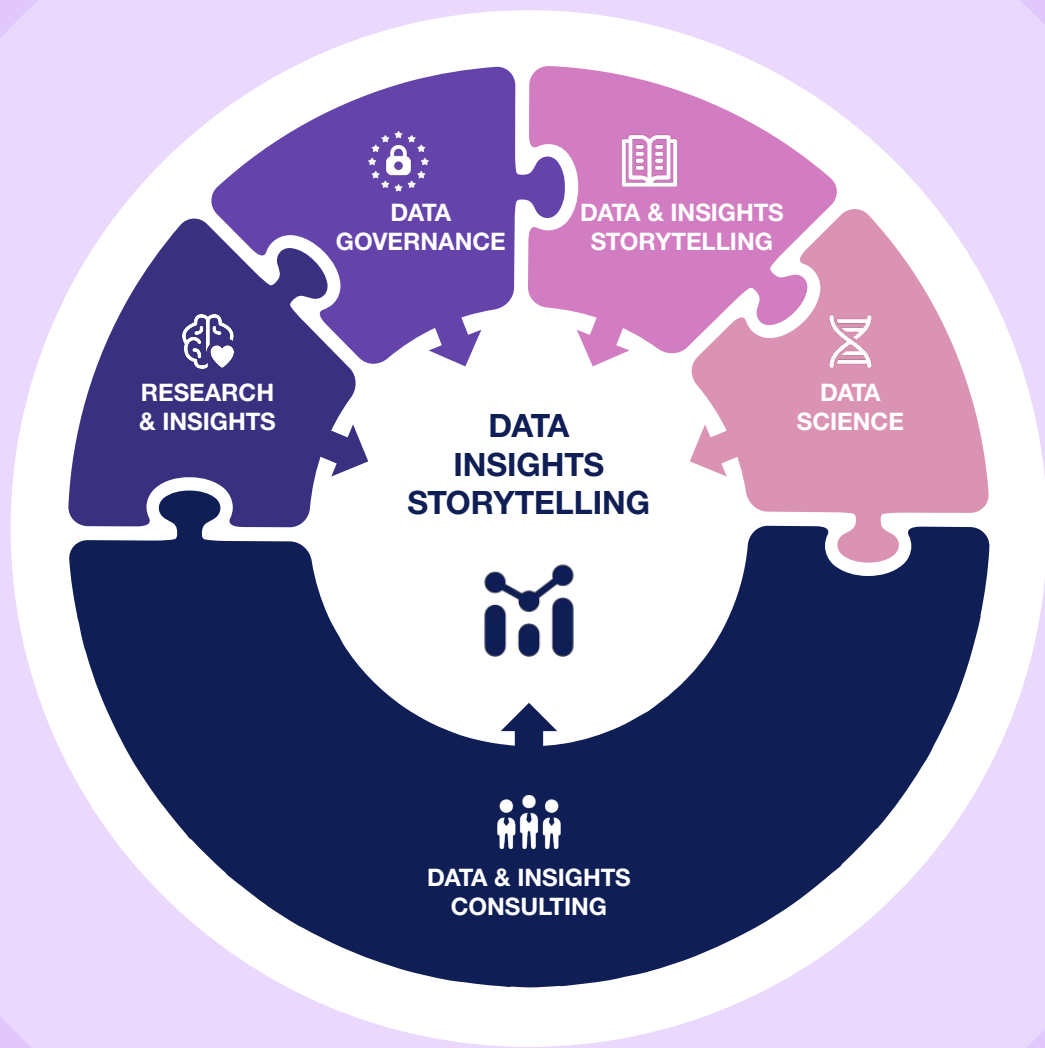 DATA
GOVERNANCE
DATA & INSIGHTS
STORYTELLING
RESEARCH
& INSIGHTS
DATA
SCIENCE
DATA
INSIGHTS
STORYTELLING
DATA & INSIGHTS
CONSULTING